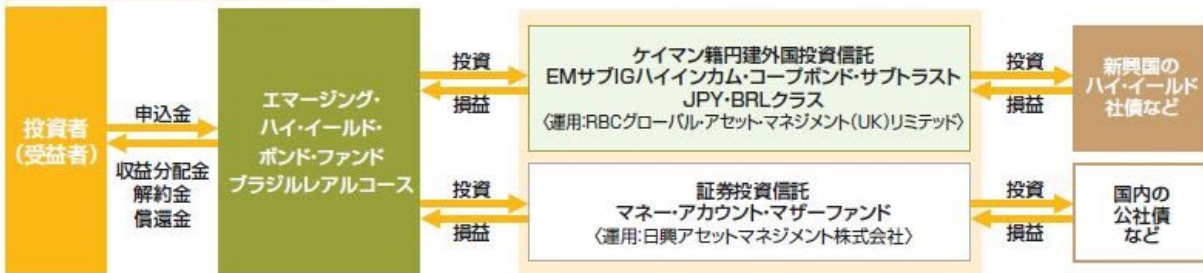 投資者
(受益者)
申込金
収益分配金
解約金
償還金
エマージング・
ハイ・イールド・
ボンド・ファンド
ブラジルレアルコース
投資
損益
ケイマン籍円建外国投資信託
EMサブIGハイインカム・コープボンド・サブトラスト
JPY・BRLクラス
〈運用:RBCグローバル・アセット・マネジメント(UK)リミテッド〉
投資
損益
新興国の
ハイ・イールド
社債など
投資
損益
証券投資信託
マネー・アカウント・マザーファンド
〈運用:日興アセットマネジメント株式会社〉
投資
損益
国内の
公社債
など